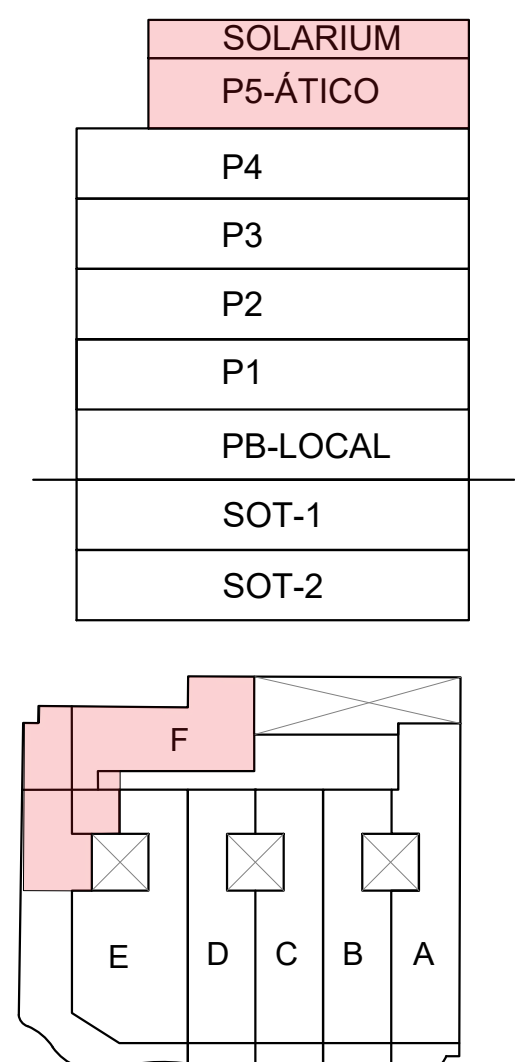 SOLARIUM
P5-ÁTICO
P4
P3
P2
P1
PB-LOCAL
SOT-1
SOT-2
F
E D C B A